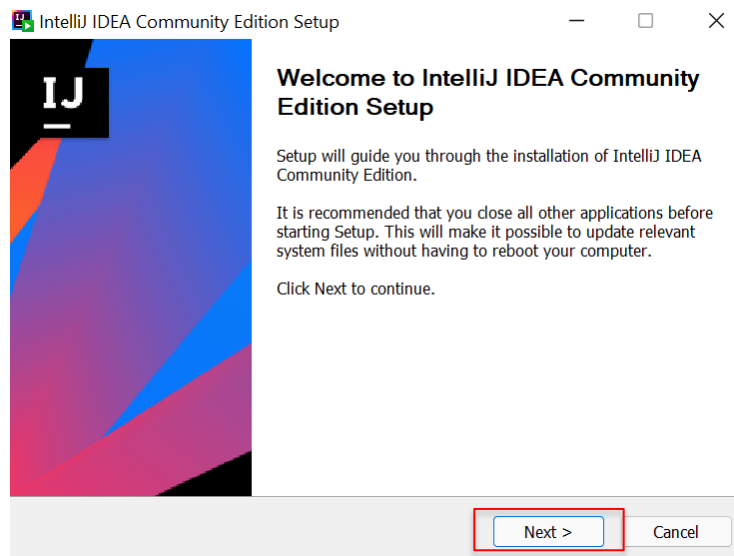 IntelliJ IDEA Community Edition Setup
IJ
Welcome to IntelliJ IDEA Community
Edition Setup
Setup will guide you through the installation of IntelliJ IDEA
Community Edition.
It is recommended that you close all other applications before
starting Setup. This will make it possible to update relevant
system files without having to reboot your computer.
Click Next to continue.
Next >
Cancel